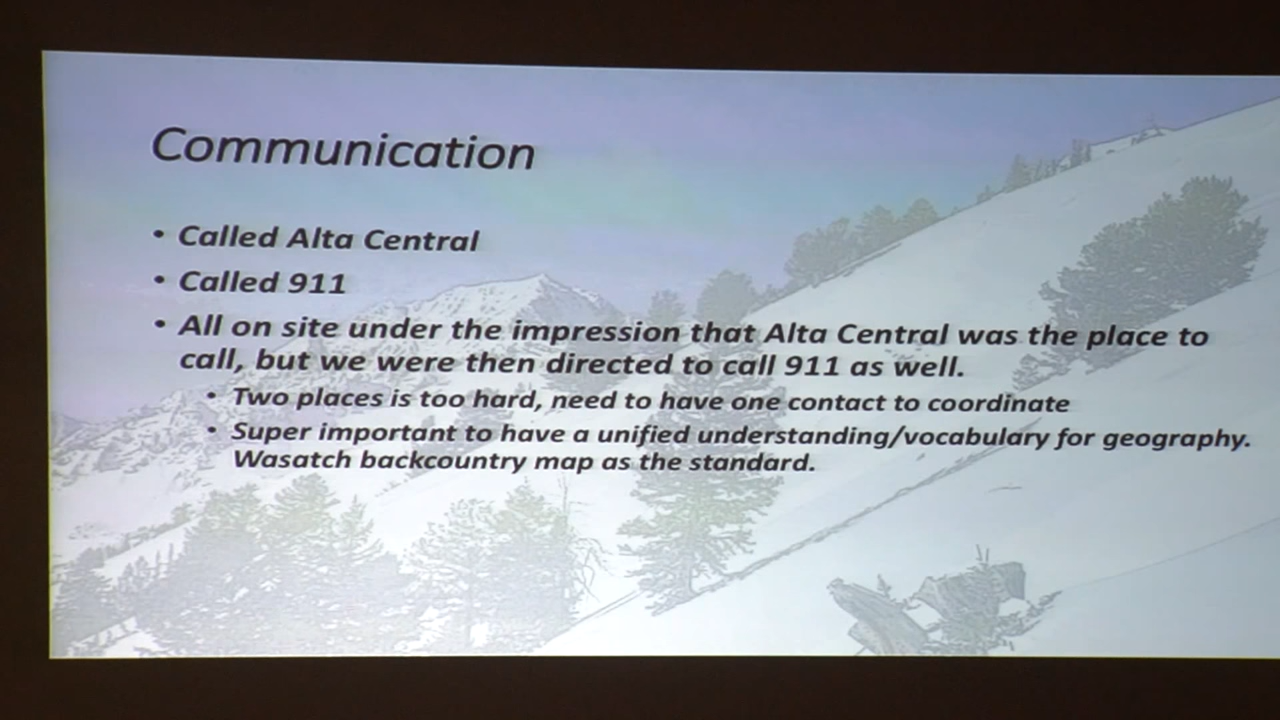 Communication
• Called Alta Central
• Called 911
• All on site under the impression that Alta Central was the place to
call, but we were then directed to call 911 as well.
• Two places is too hard, need to have one contact to coordinate
• Super important to have a unified understanding/vocabulary for geography.
Wasatch backcountry map as the standard.